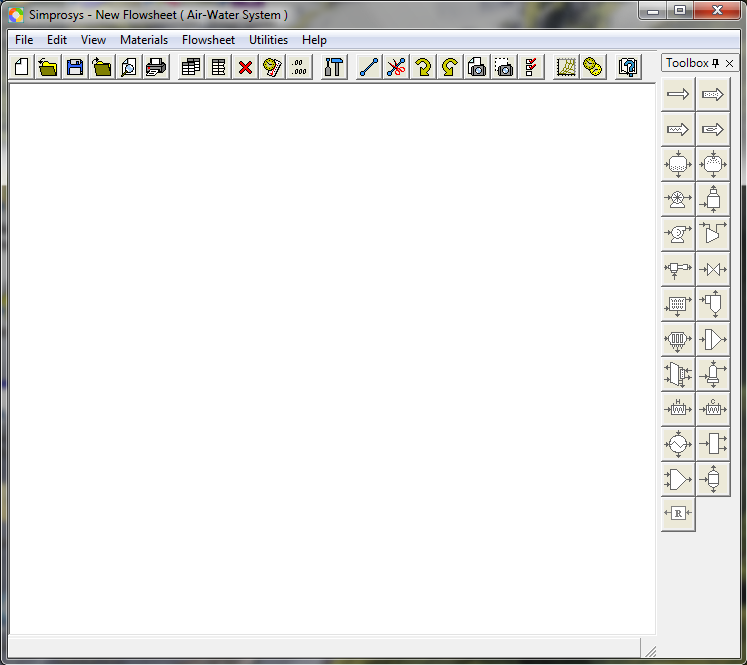 Simprosys - New Flowsheet ( Air-Water System )
File Edit View Materials Flowsheet Utilities Help
.00
.000
Toolbox
H C
R